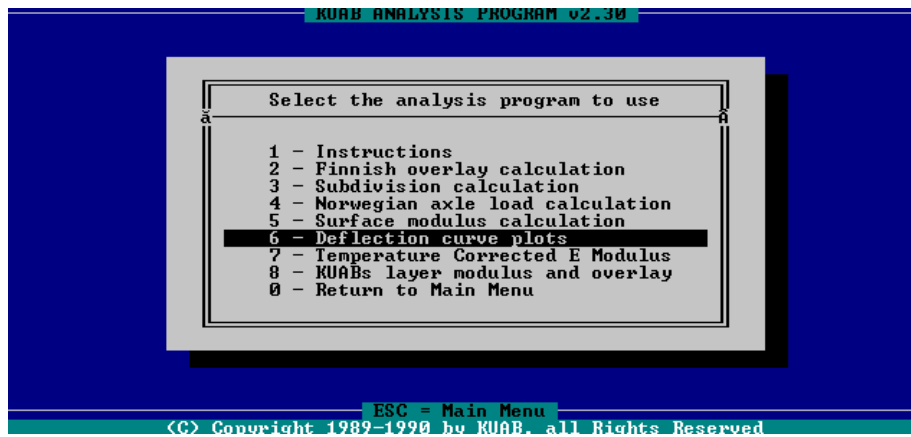 KUAB ANALYSIS PROGRAM v2.30
Select the analysis program to use
ă Â
1 - Instructions
2 - Finnish overlay calculation
3 - Subdivision calculation
4 - Norwegian axle load calculation
5 - Surface modulus calculation
6 - Deflection curve plots
7 - Temperature Corrected E Modulus
8 - KUABs layer modulus and overlay
0 - Return to Main Menu
ESC = Main Menu
(C) Copyright 1989-1990 by KUAB, all Rights Reserved